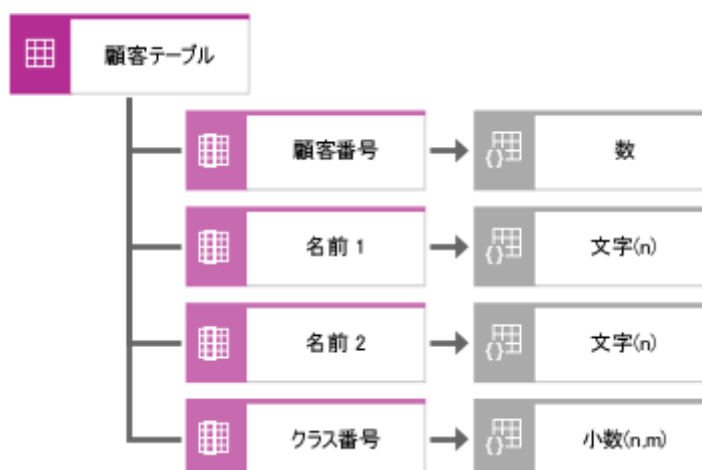 顧客テーブル
顧客番号
数
名前 1
文字(n)
名前 2
文字(n)
クラス番号
小数(n,m)